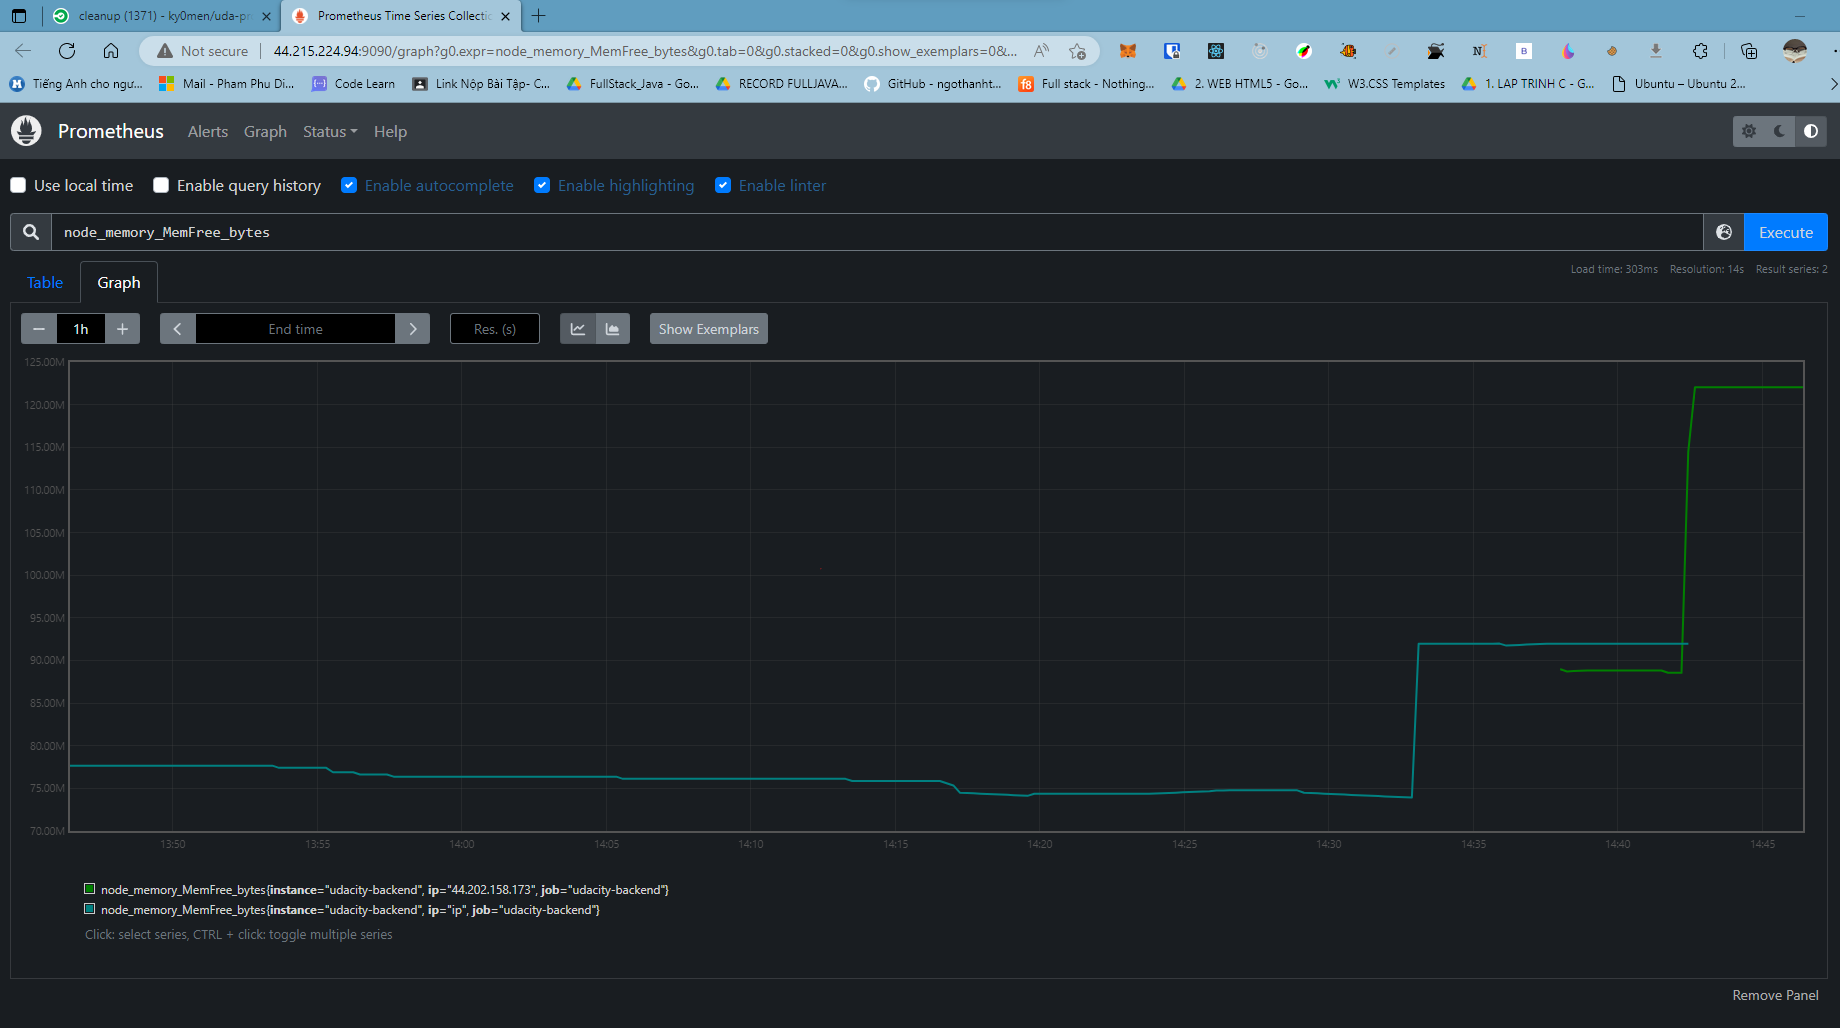 cleanup (1371) - ky0men/uda-pr
Prometheus Time Series Collectio
Not secure
44.215.224.94:9090/graph?g0.expr=node_memory_MemFree_bytes&g0.tab=0&g0.stacked=0&g0.show_exemplars=0&...
Tiếng Anh cho ngư...
Mail - Pham Phu Di...
Code Learn
Link Nộp Bài Tập- C...
FullStack_Java - Go...
RECORD FULLJAVA...
GitHub - ngothanht...
Full stack - Nothing...
2. WEB HTML5 - Go...
W3.CSS Templates
1. LAP TRINH C - G...
Ubuntu – Ubuntu 2...
Prometheus
Alerts
Graph
Status
Help
Use local time
Enable query history
Enable autocomplete
Enable highlighting
Enable linter
node_memory_MemFree_bytes
Execute
Table
Graph
Load time: 303ms
Resolution: 14s
Result series: 2
1h
End time
Res. (s)
Show Exemplars
125.00M
120.00M
115.00M
110.00M
105.00M
100.00M
95.00M
90.00M
85.00M
80.00M
75.00M
70.00M
13:50
13:55
14:00
14:05
14:10
14:15
14:20
14:25
14:30
14:35
14:40
14:45
node_memory_MemFree_bytes{instance="udacity-backend", ip="44.202.158.173", job="udacity-backend"}
node_memory_MemFree_bytes{instance="udacity-backend", ip="ip", job="udacity-backend"}
Click: select series, CTRL + click: toggle multiple series
Remove Panel